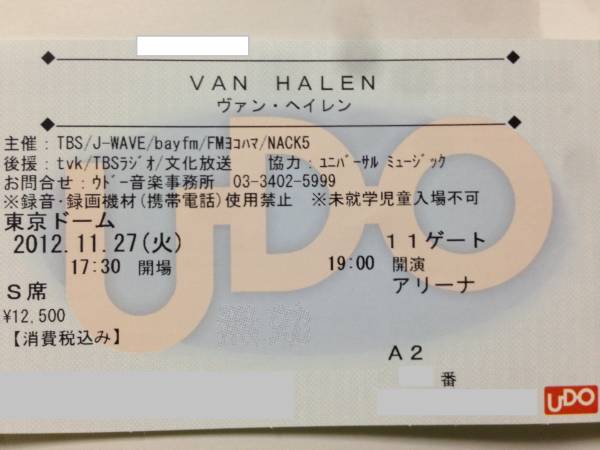 VAN HALEN
ヴァン・ヘイレン
主催：TBS/J-WAVE/bayfm/FMヨコハマ/NACK5
後援：tvk/TBSラジオ/文化放送　協力：ユニバーサル ミュージック
お問合せ：ウドー音楽事務所　03-3402-5999
※録音・録画機材(携帯電話)使用禁止　※未就学児童入場不可
東京ドーム
2012.11.27(火)　11ゲート
17:30 開場　19:00 開演
S席　アリーナ
¥12,500
【消費税込み】
A2
番
UDO
UDO